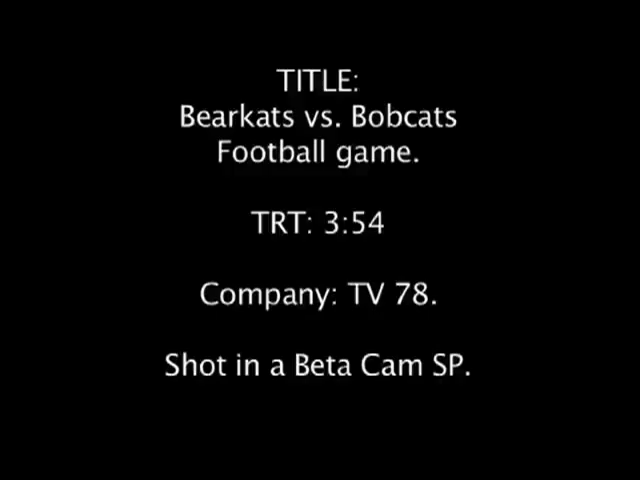 TITLE:
Bearkats vs. Bobcats
Football game.
TRT: 3:54
Company: TV 78.
Shot in a Beta Cam SP.